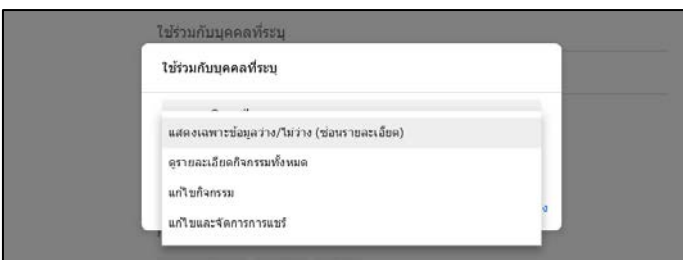 ใช้ร่วมกับบุคคลที่ระบุ
ใช้ร่วมกับบุคคลที่ระบุ
แสดงเฉพาะข้อมูลว่าง/ไม่ว่าง (ซ่อนรายละเอียด)
ดูรายละเอียดกิจกรรมทั้งหมด
แก้ไขกิจกรรม
แก้ไขและจัดการการแชร์